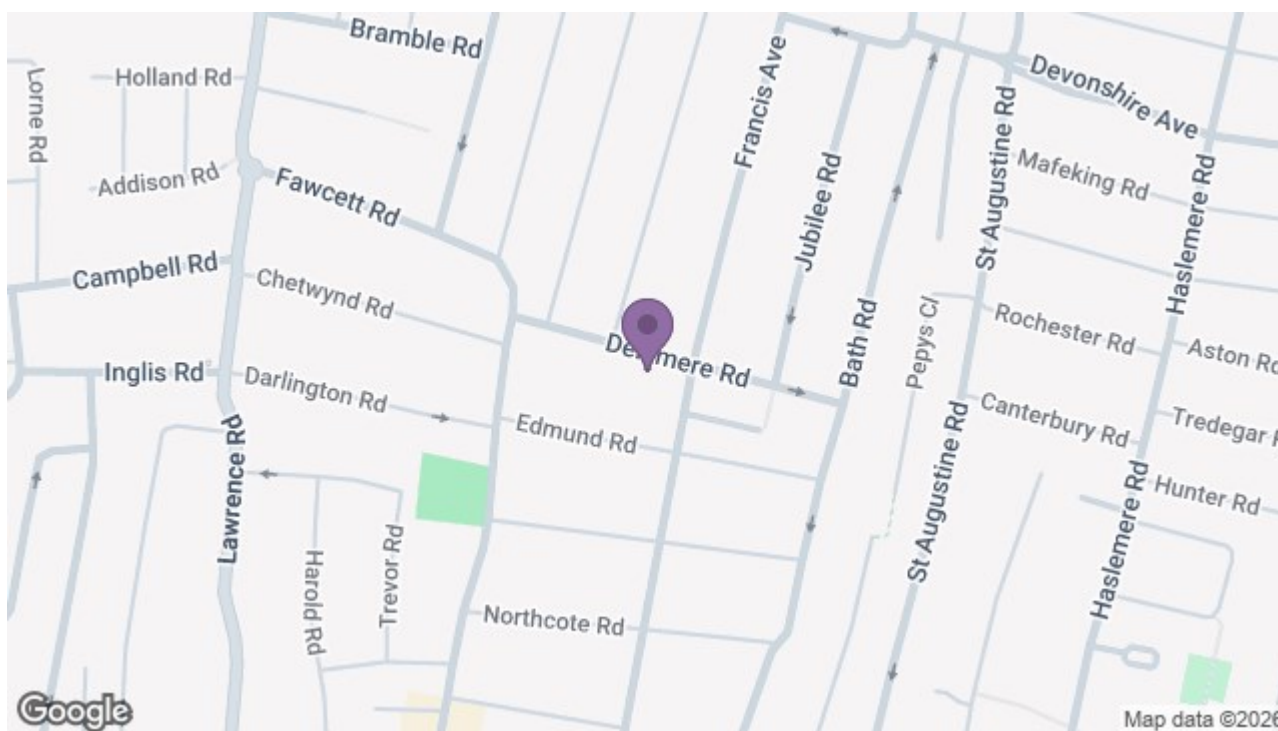 Bramble Rd
Holland Rd
Lorne Rd
Addison Rd
Fawcett Rd
Campbell Rd
Chetwynd Rd
Inglis Rd
Darlington Rd
Lawrence Rd
Harold Rd
Trevor Rd
Edmund Rd
Northcote Rd
Francis Ave
Jubilee Rd
Bath Rd
Pepys Cl
Devonshire Ave
St Augustine Rd
Mafeking Rd
Haslemere Rd
Rochester Rd
Aston Rd
Canterbury Rd
Tredegar
Hunter Rd
St Augustine Rd
Haslemere Rd
Google
Map data ©2026